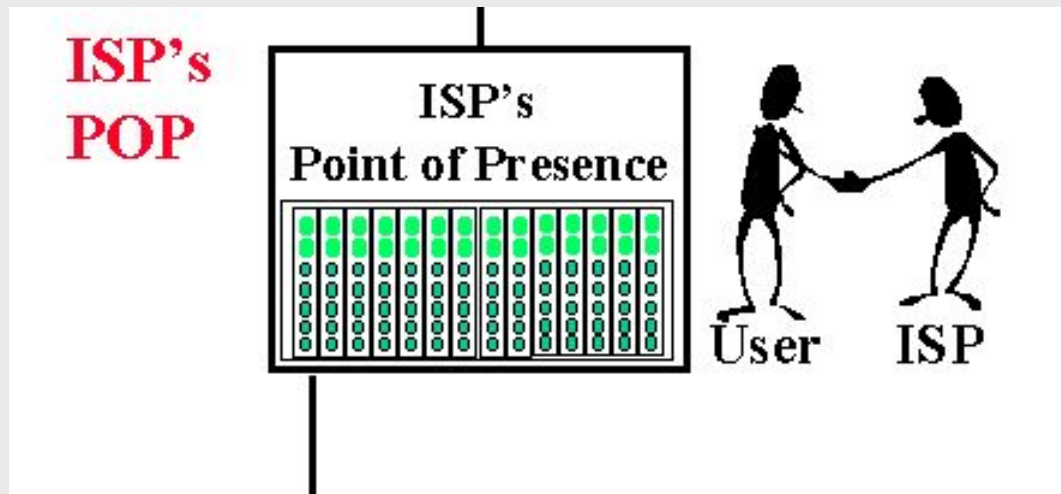 ISP's
POP
ISP's
Point of Presence
User
ISP